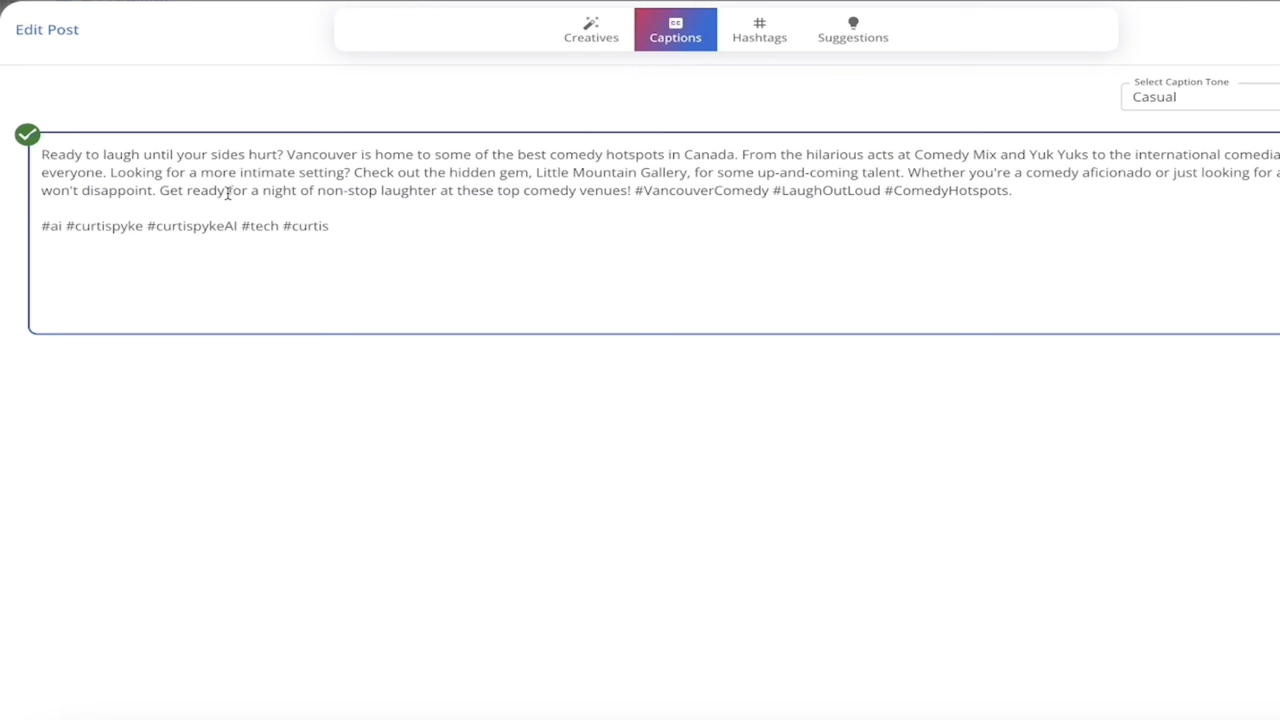 Edit Post
Creatives
Captions
Hashtags
Suggestions
Select Caption Tone
Casual
Ready to laugh until your sides hurt? Vancouver is home to some of the best comedy hotspots in Canada. From the hilarious acts at Comedy Mix and Yuk Yuks to the international
everyone. Looking for a more intimate setting? Check out the hidden gem, Little Mountain Gallery, for some up-and-coming talent. Whether you're a comedy aficionado or just looking for a
won't disappoint. Get ready for a night of non-stop laughter at these top comedy venues! #VancouverComedy #LaughOutLoud #ComedyHotspots.
#ai #curtispyke #curtispykeAI #tech #curtis